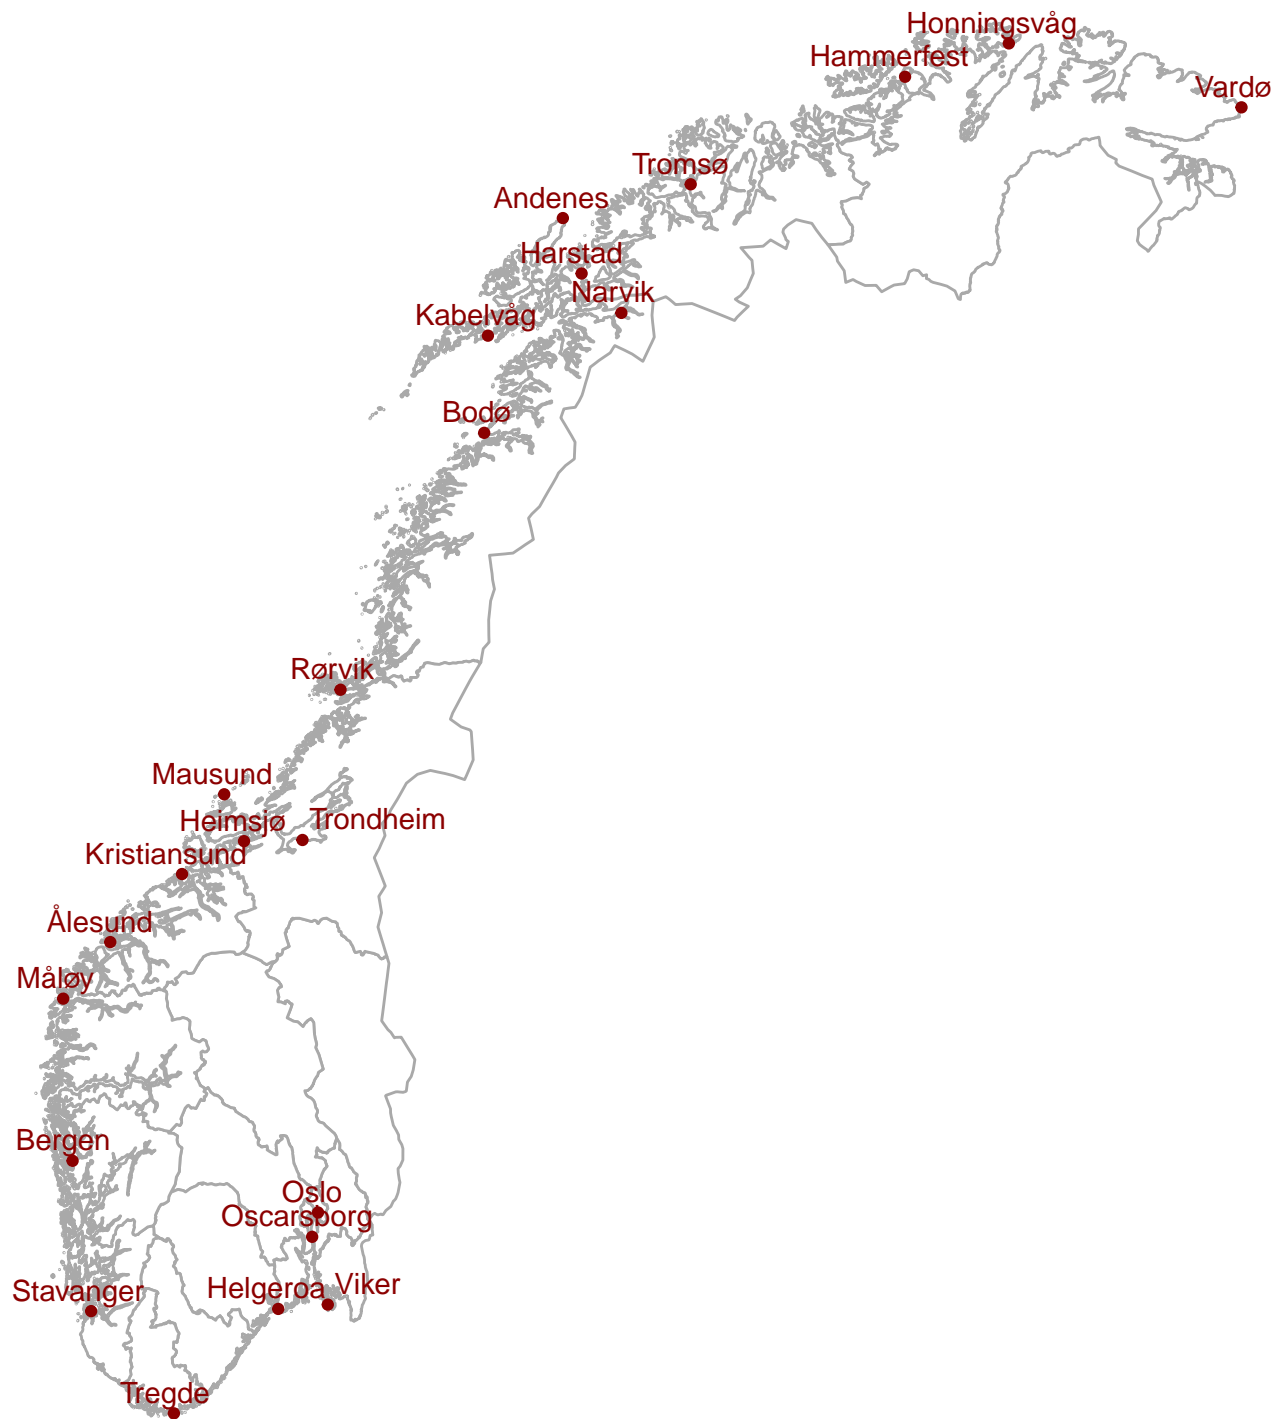 Honningsvåg
Hammerfest
Vardø
Tromsø
Andenes
Harstad
Narvik
Kabelvåg
Bodø
Rørvik
Mausund
Heimsjø
Trondheim
Kristiansund
Ålesund
Måløy
Bergen
Oslo
Oscarsborg
Stavanger
Helgeroa
Viker
Tregde